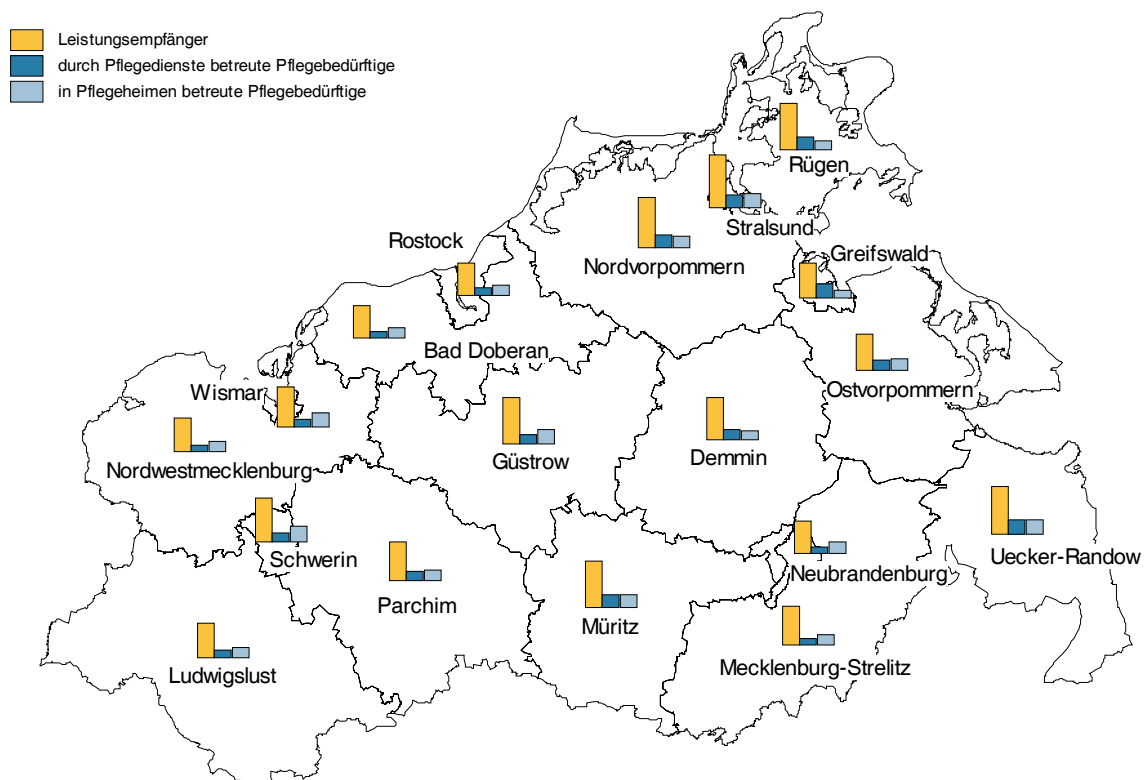 Leistungsempfänger
durch Pflegedienste betreute Pflegebedürftige
in Pflegeheimen betreute Pflegebedürftige
Rügen
Stralsund
Rostock
Greifswald
Nordvorpommern
Bad Doberan
Wismar
Ostvorpommern
Güstrow
Demmin
Nordwestmecklenburg
Schwerin
Uecker-Randow
Neubrandenburg
Parchim
Müritz
Mecklenburg-Strelitz
Ludwigslust